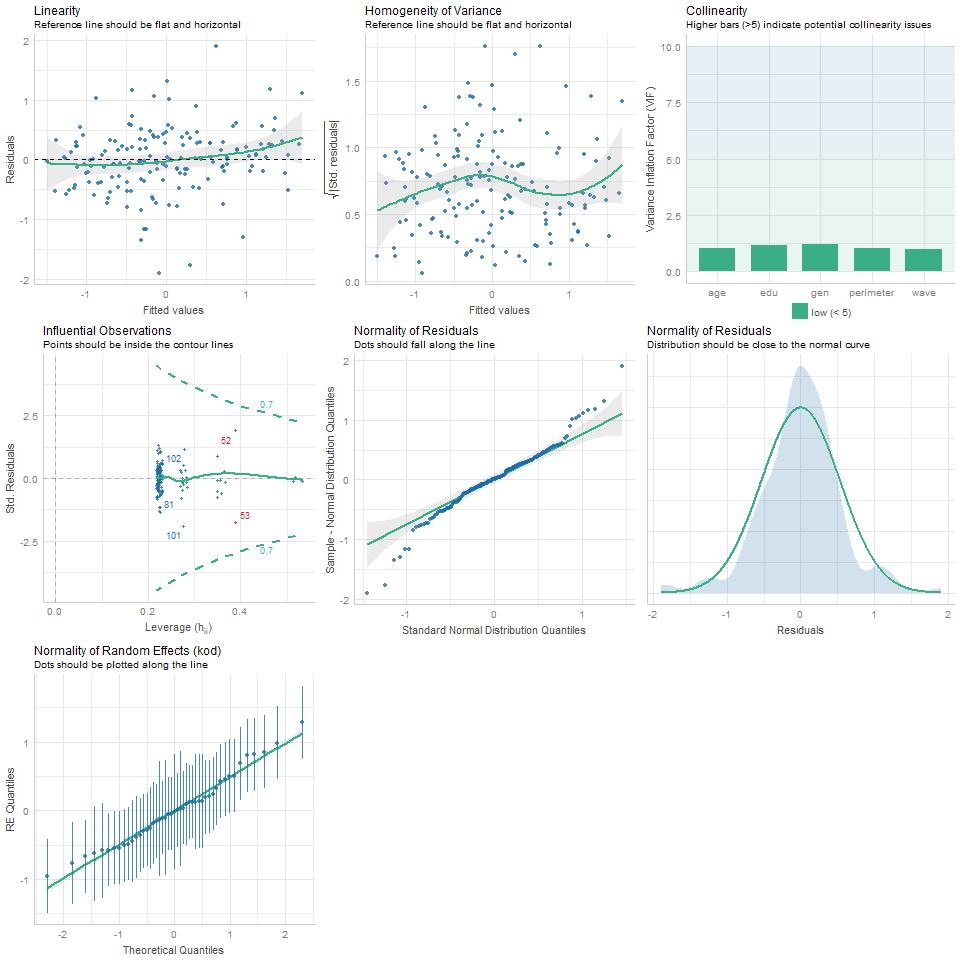 Linearity
Reference line should be flat and horizontal
Residuals
2
1
0
-1
-2
-1
0
1
Fitted values
Homogeneity of Variance
Reference line should be flat and horizontal
√|Std. residuals|
1.5
1.0
0.5
0.0
-1
0
1
Fitted values
Collinearity
Higher bars (>5) indicate potential collinearity issues
Variance Inflation Factor (VIF)
10.0
7.5
5.0
2.5
0.0
age edu gen perimeter wave
low (< 5)
Influential Observations
Points should be inside the contour lines
Std. Residuals
2.5
0.0
-2.5
0.7
52
102
81
53
101
0.7
0.0
0.2
0.4
Leverage (hii)
Normality of Residuals
Dots should fall along the line
Sample - Normal Distribution Quantiles
2
1
0
-1
-2
-1
0
1
Standard Normal Distribution Quantiles
Normality of Residuals
Distribution should be close to the normal curve
-2
-1
0
1
2
Residuals
Normality of Random Effects (kod)
Dots should be plotted along the line
RE Quantiles
1
0
-1
-2
-1
0
1
2
Theoretical Quantiles